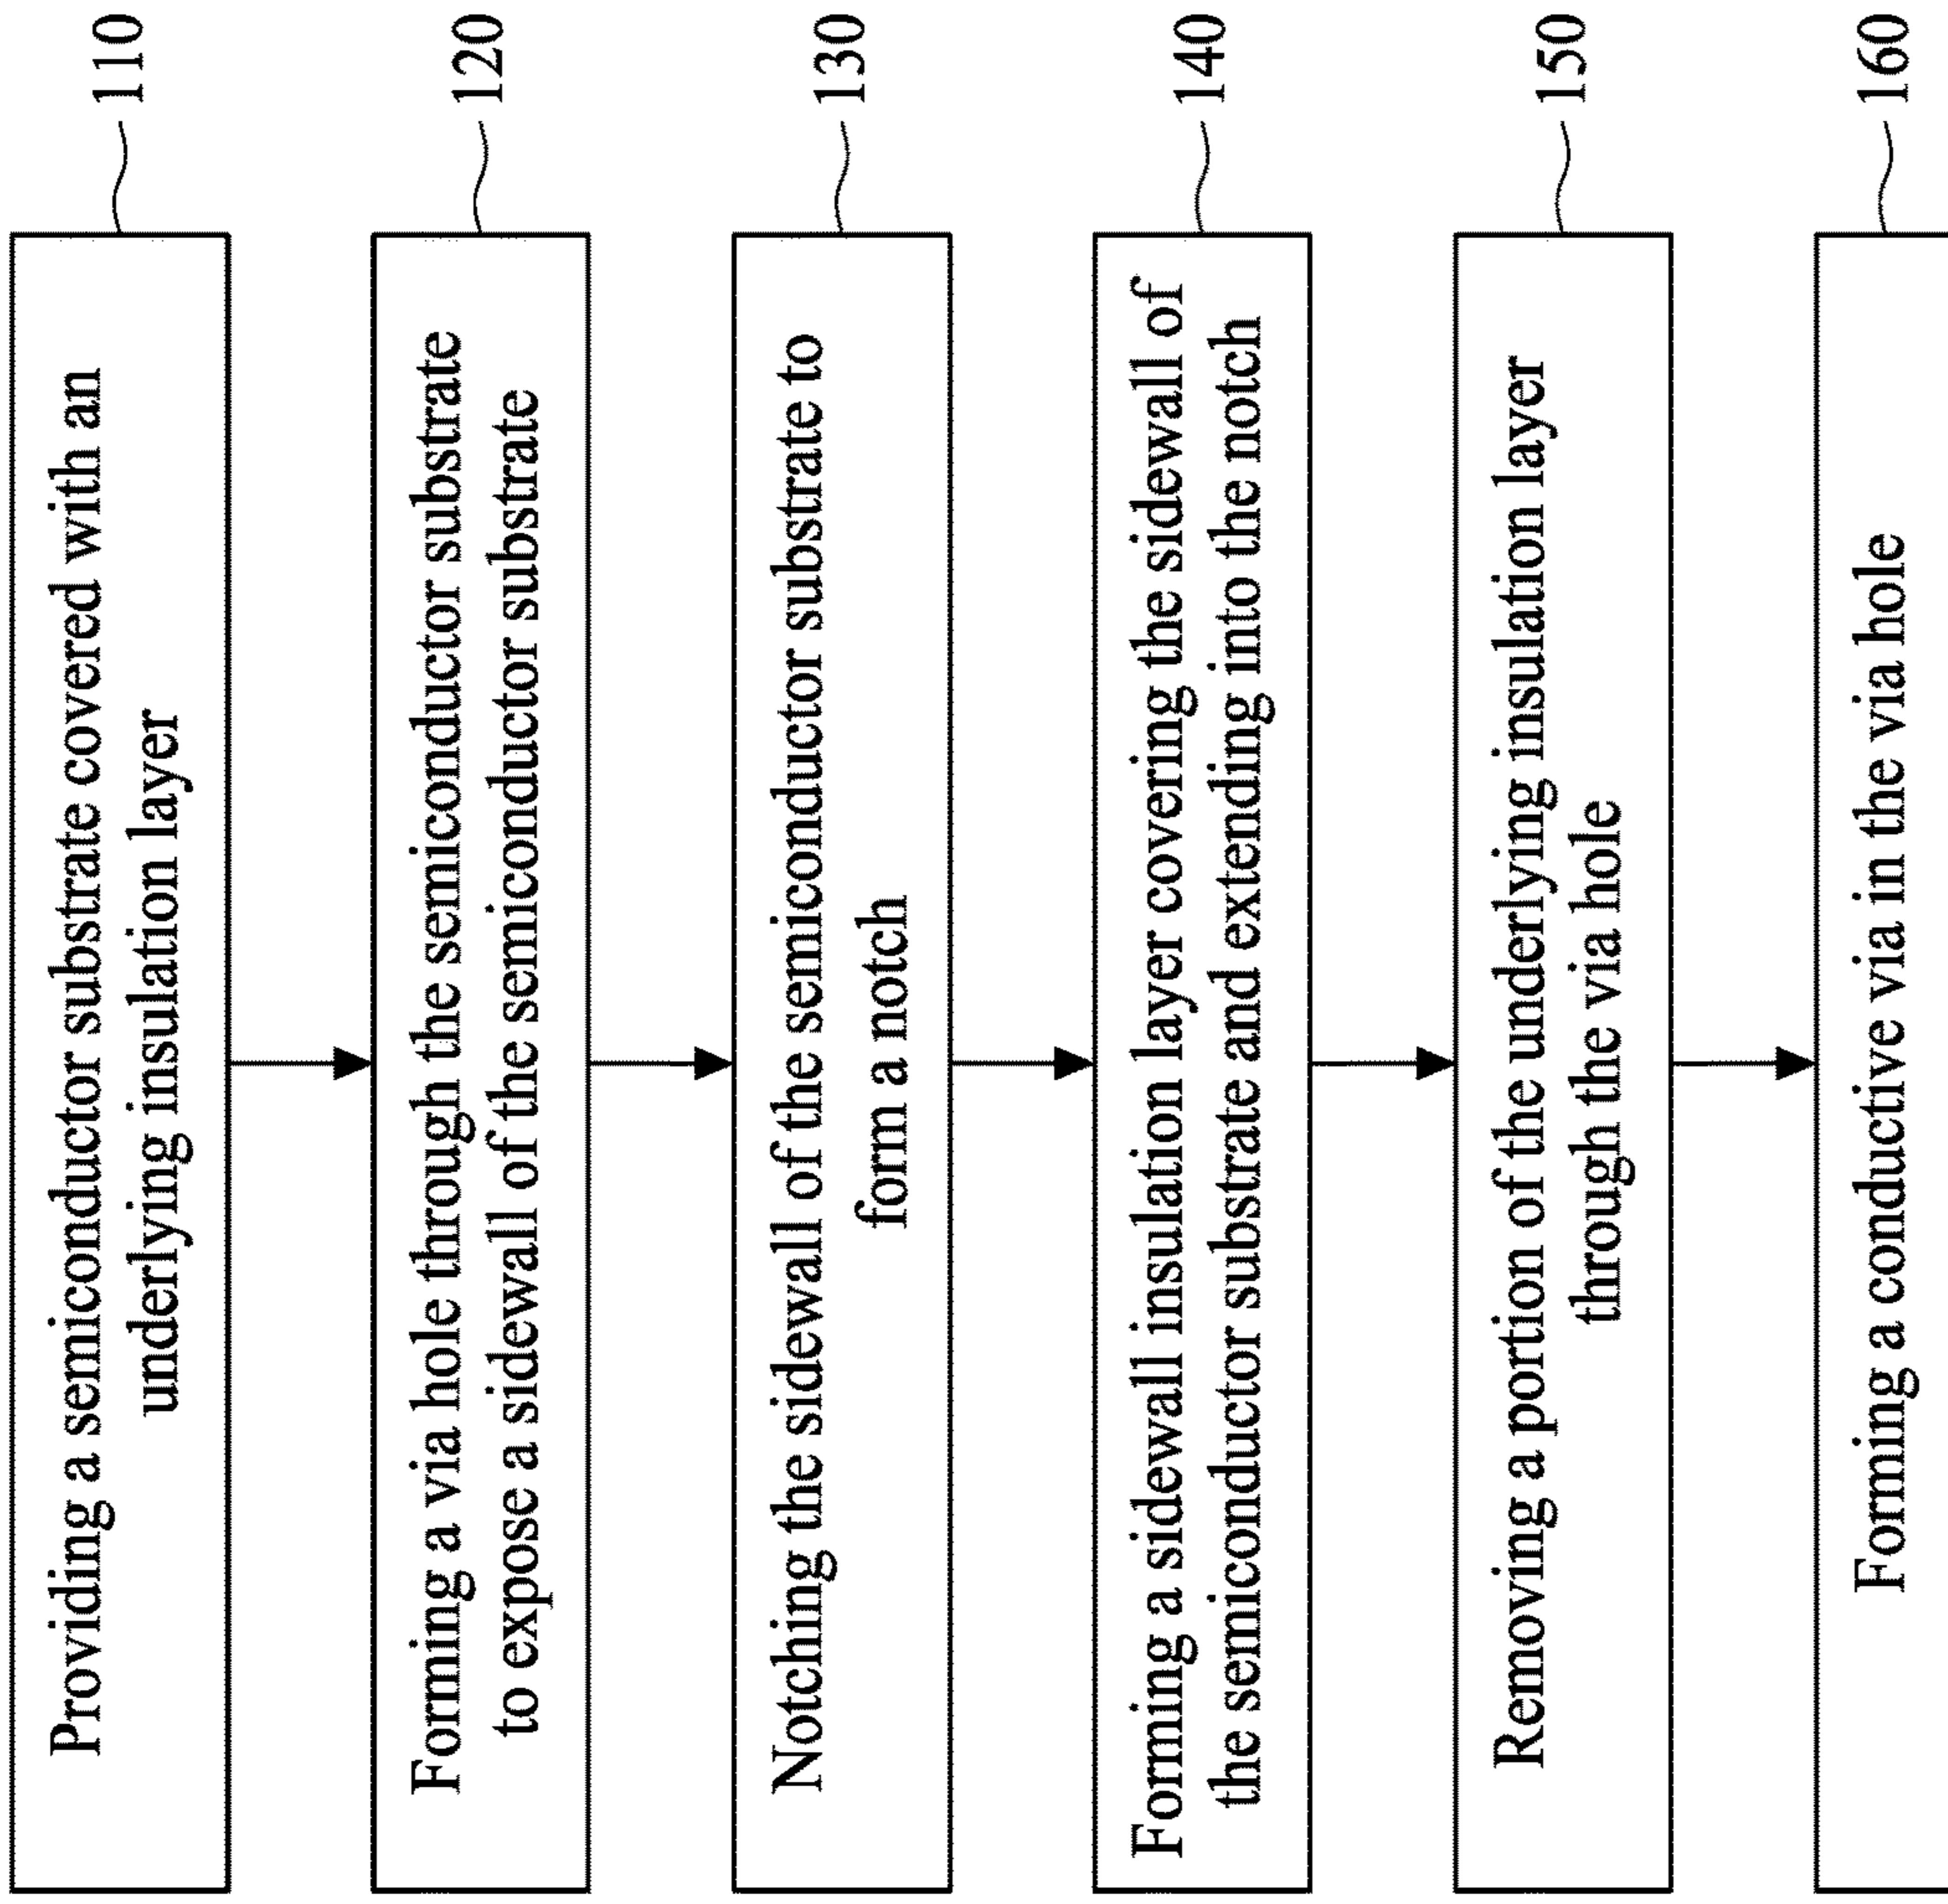 Providing a semiconductor substrate covered with an
underlying insulation layer
110
Forming a via hole through the semiconductor substrate
to expose a sidewall of the semiconductor substrate
120
Notching the sidewall of the semiconductor substrate to
form a notch
130
Forming a sidewall insulation layer covering the sidewall of
the semiconductor substrate and extending into the notch
140
Removing a portion of the underlying insulation layer
through the via hole
150
Forming a conductive via in the via hole
160